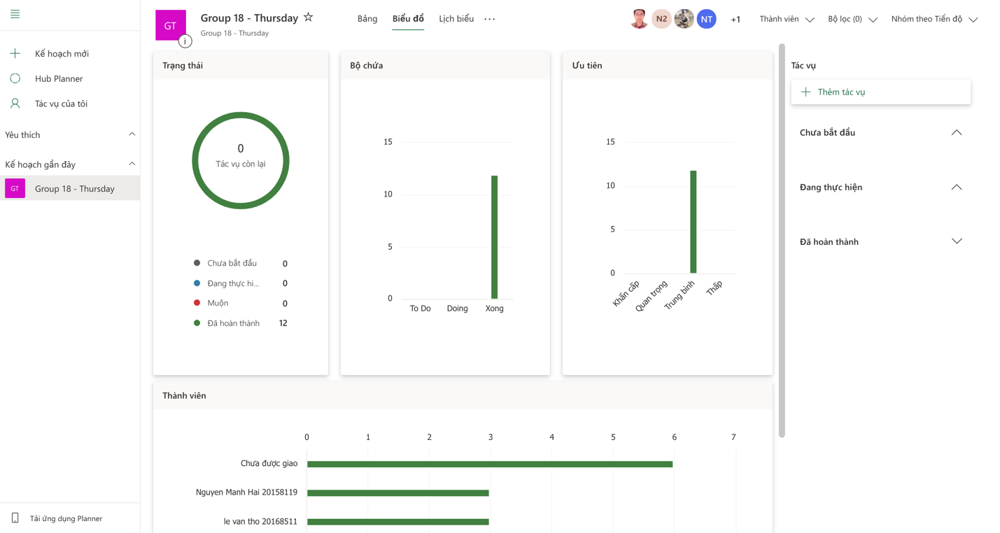 GT
i
Group 18 - Thursday
Group 18 - Thursday
Bảng
Biểu đồ
Lịch biểu
N2
NT
+1
Thành viên
Bộ lọc (0)
Nhóm theo Tiến độ
Kế hoạch mới
Hub Planner
Tác vụ của tôi
Yêu thích
Kế hoạch gần đây
GT
Group 18 - Thursday
Tải ứng dụng Planner
Trạng thái
0
Tác vụ còn lại
Chưa bắt đầu 0
Đang thực hi... 0
Muộn 0
Đã hoàn thành 12
Bộ chứa
15
10
5
0
To Do Doing Xong
Ưu tiên
15
10
5
0
Khẩn cấp
Quan trọng
Trung bình
Thấp
Thành viên
0 1 2 3 4 5 6 7
Chưa được giao
Nguyen Manh Hai 20158119
le van tho 20168511
Tác vụ
Thêm tác vụ
Chưa bắt đầu
Đang thực hiện
Đã hoàn thành